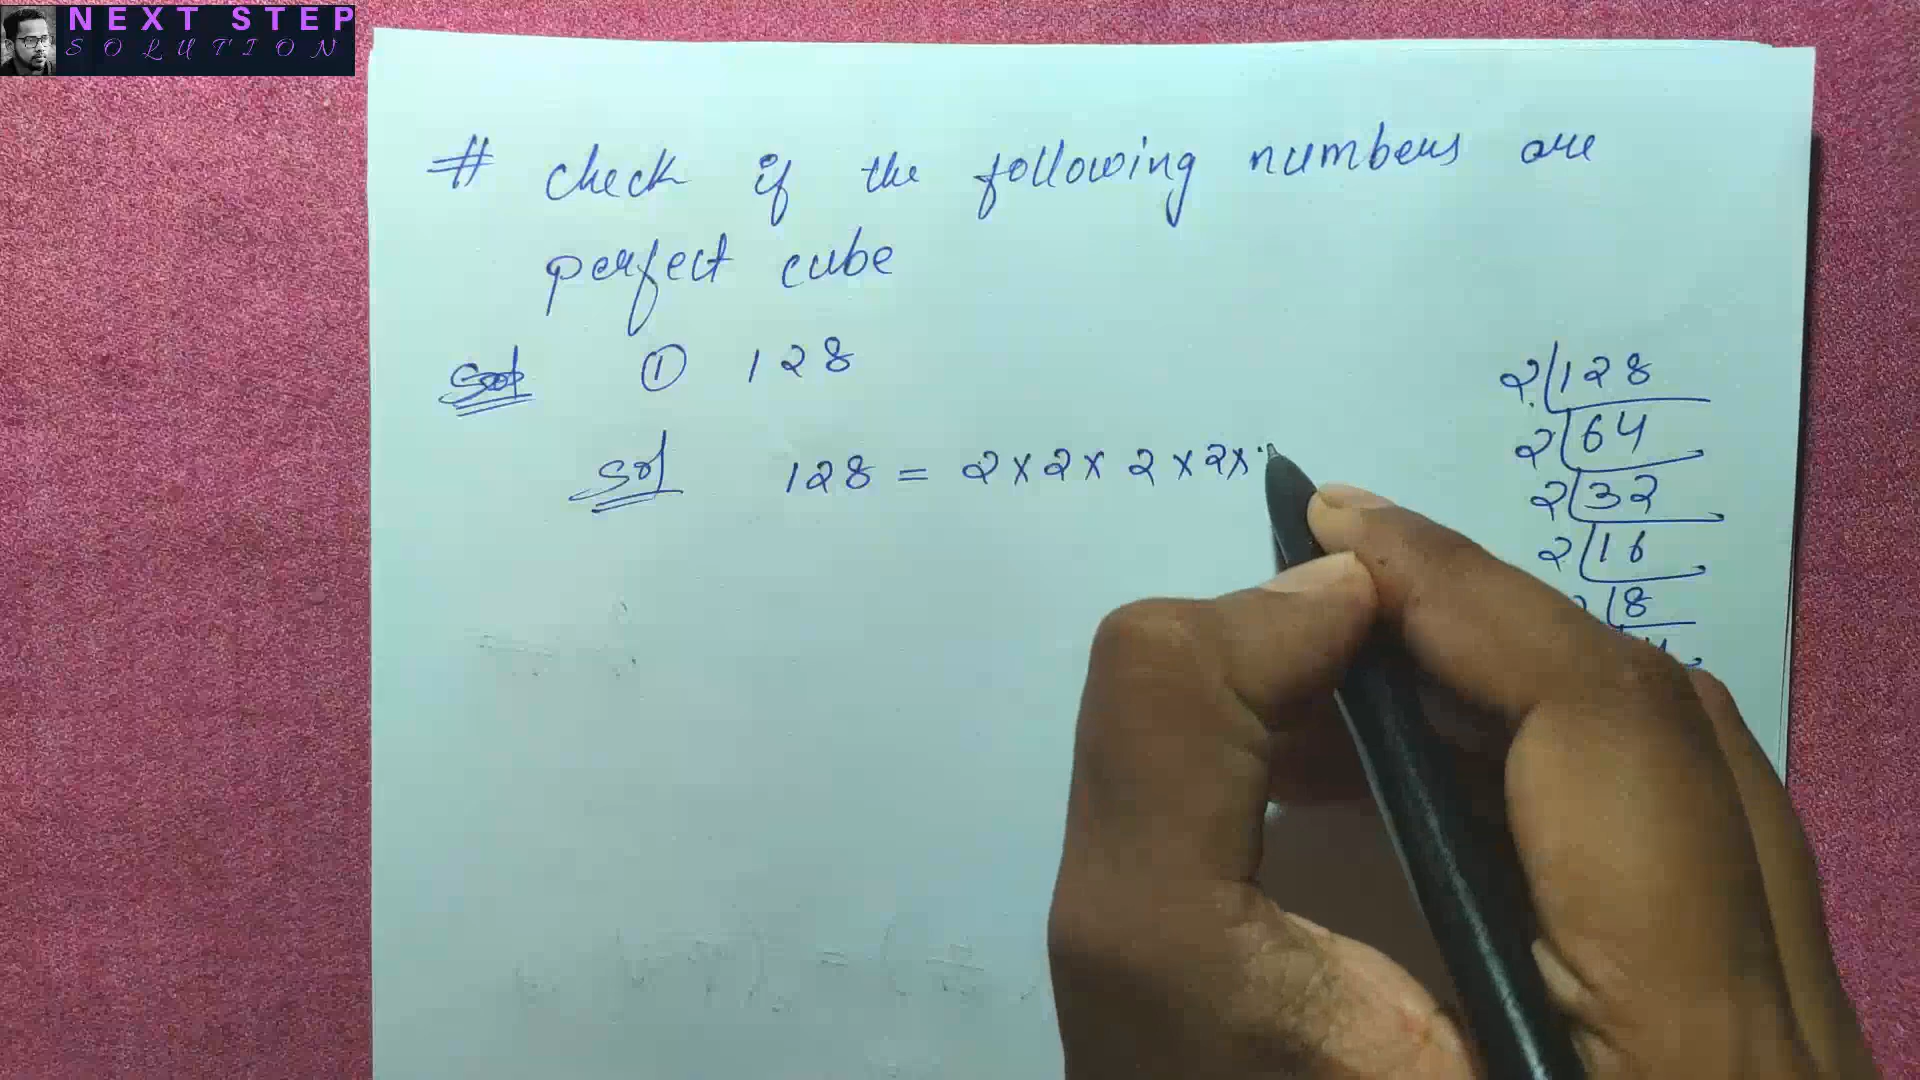 NEXT STEP
SOLUTION
# check if the following numbers are
perfect cube
① 128
Sol 128 = 2 × 2 × 2 × 2 ×
2 128
2 64
2 32
2 16
8